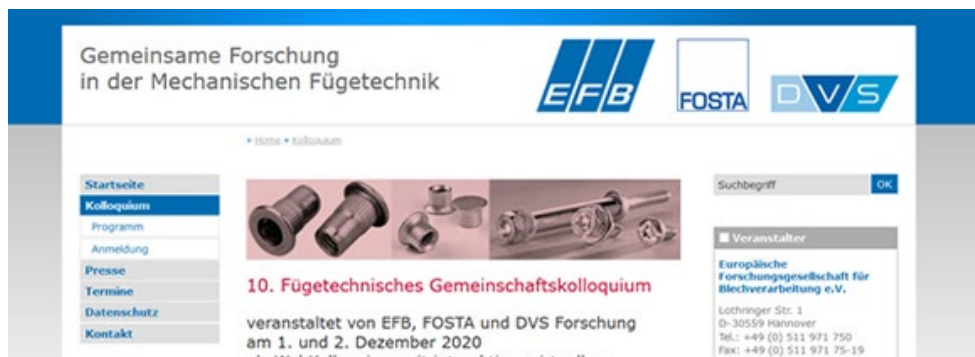 Gemeinsame Forschung
in der Mechanischen Fügetechnik
EFB
FOSTA
DVS
Home Kolloquium
Startseite
Kolloquium
Programm
Anmeldung
Presse
Termine
Datenschutz
Kontakt
10. Fügetechnisches Gemeinschaftskolloquium
veranstaltet von EFB, FOSTA und DVS Forschung
am 1. und 2. Dezember 2020
Suchbegriff OK
Veranstalter
Europäische
Forschungsgesellschaft für
Blechverarbeitung e.V.
Lothringer Str. 1
D-30559 Hannover
Tel.: +49 (0) 511 971 750
Fax: +49 (0) 511 971 75-19